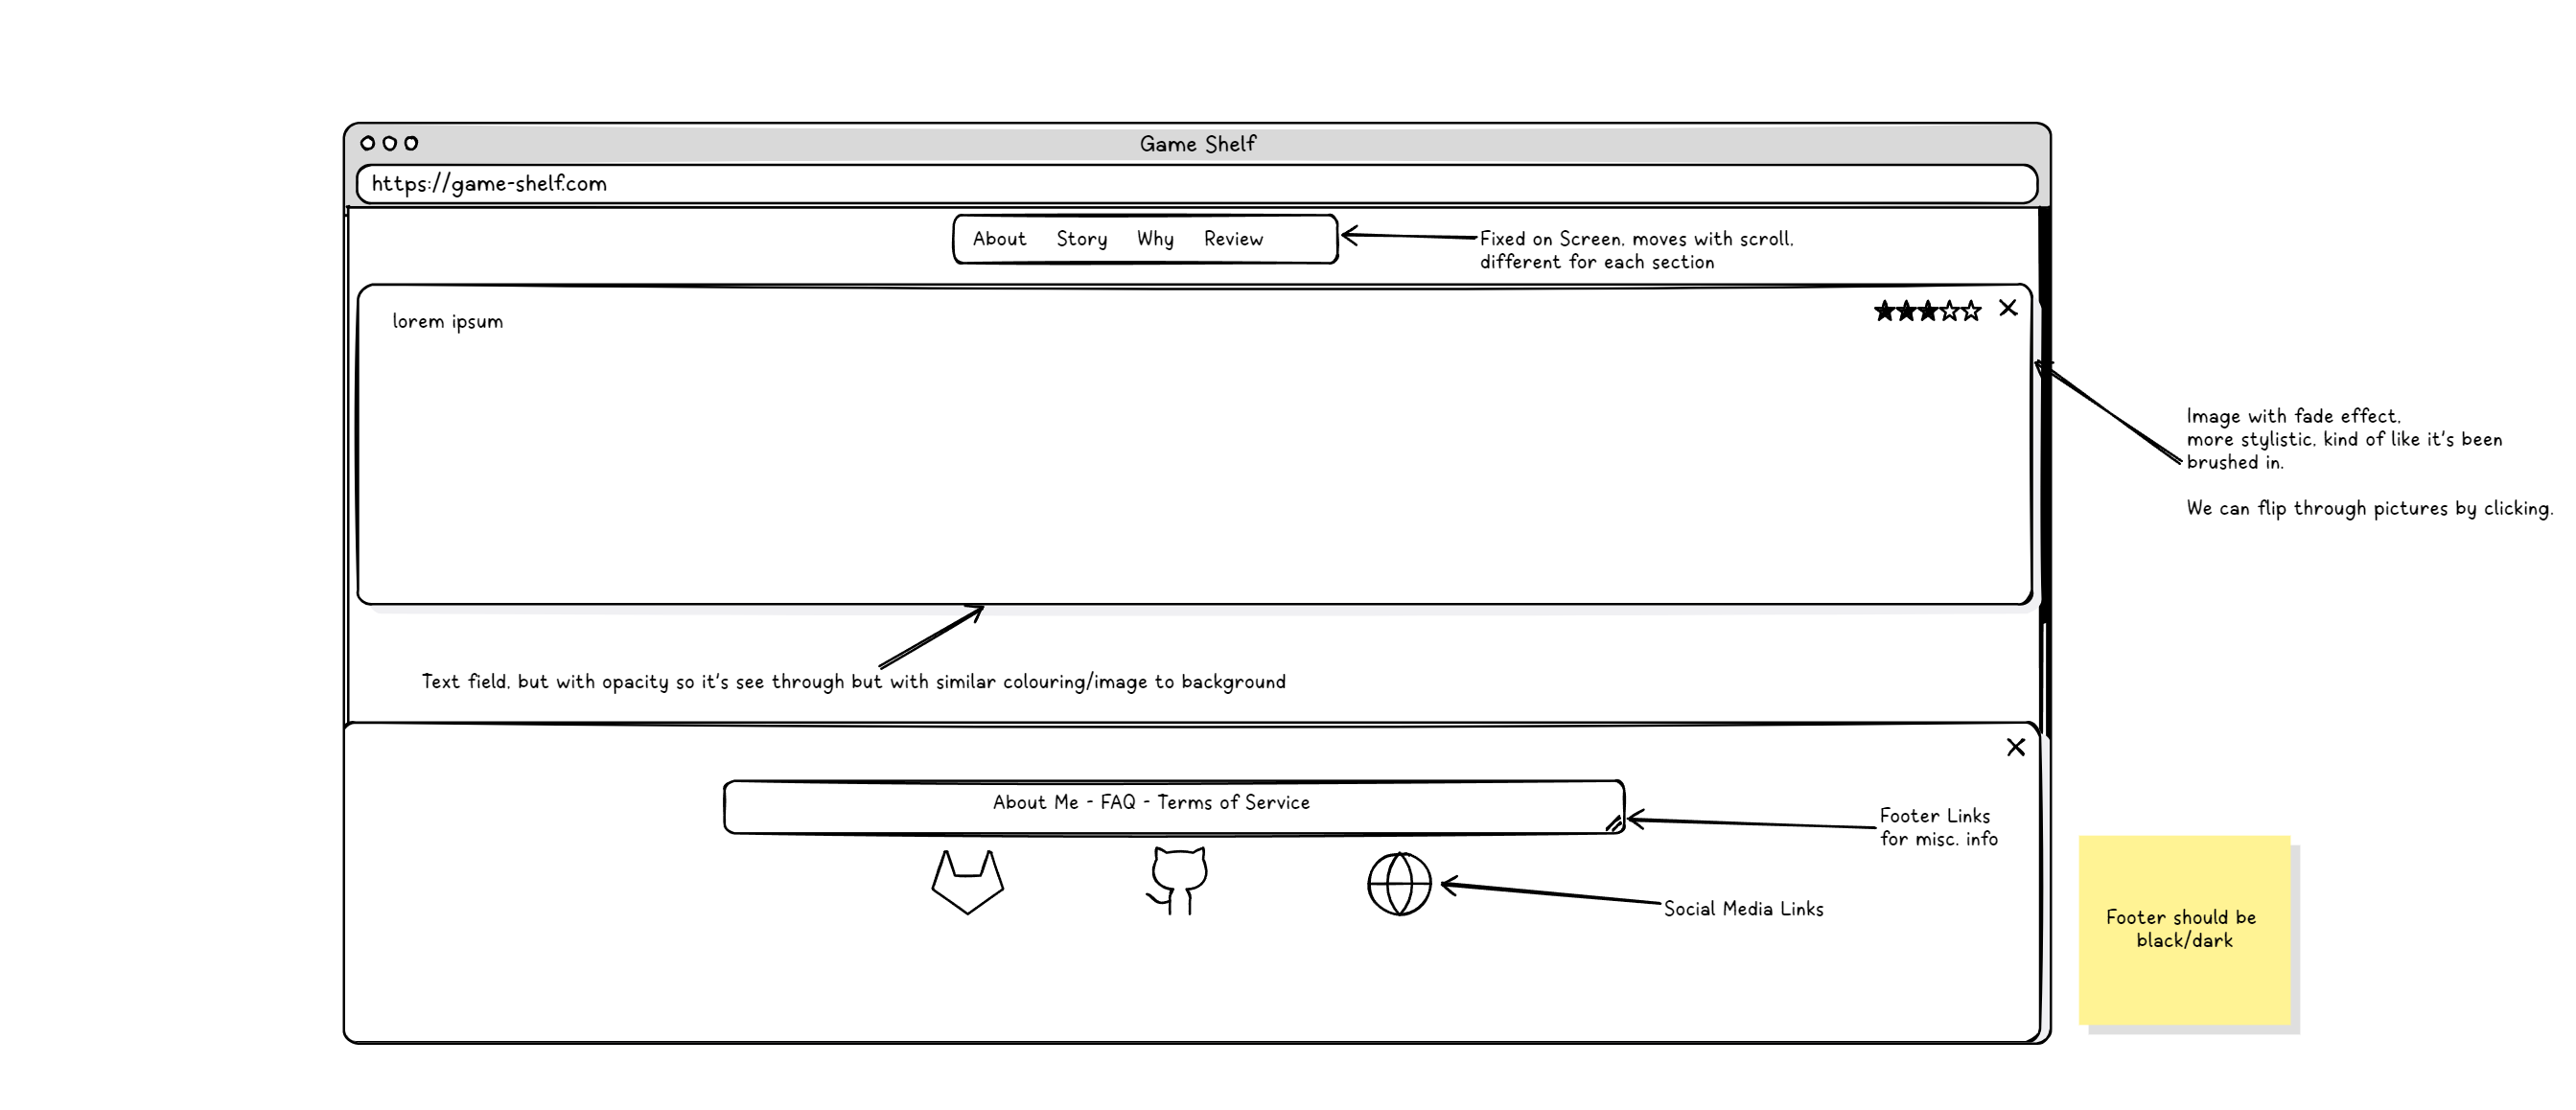 Game Shelf
https://game-shelf.com
About Story Why Review
Fixed on Screen, moves with scroll,
different for each section
lorem ipsum
Image with fade effect,
more stylistic, kind of like it's been
brushed in.
We can flip through pictures by clicking.
Text field, but with opacity so it's see through but with similar colouring/image to background
About Me - FAQ - Terms of Service
Footer Links
for misc. info
Social Media Links
Footer should be
black/dark